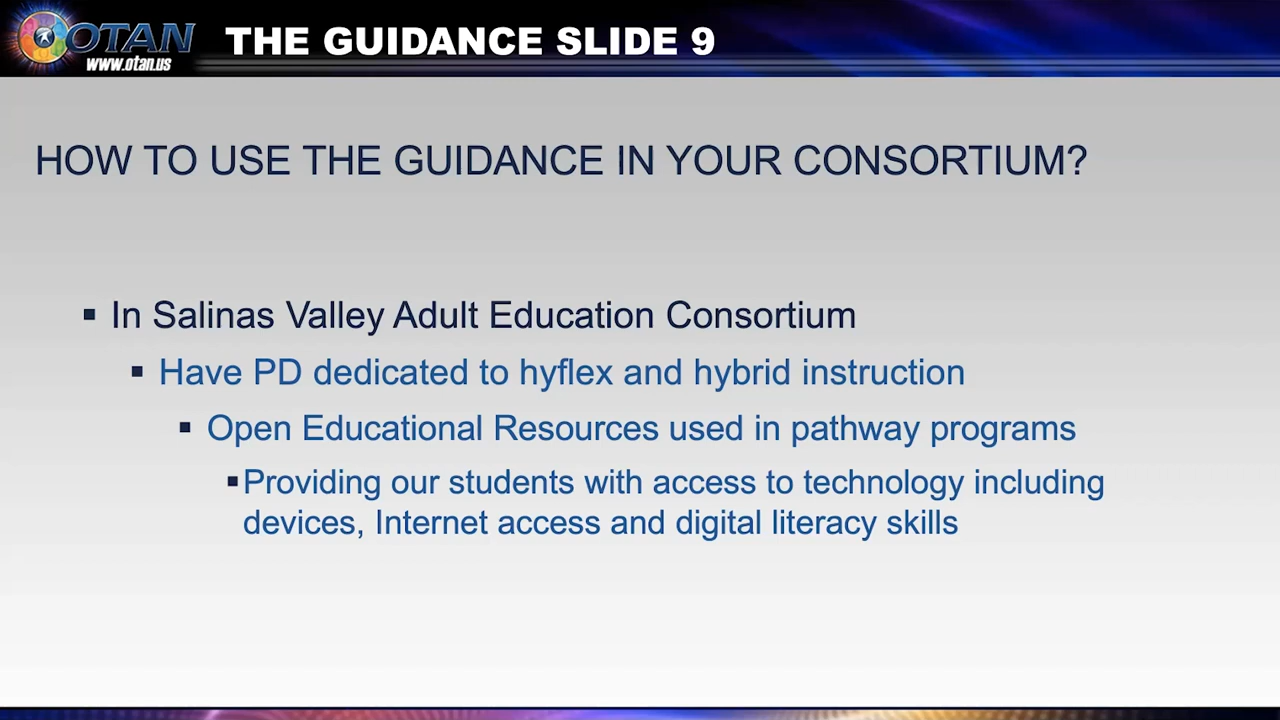 OTAN
www.otan.us
THE GUIDANCE SLIDE 9
HOW TO USE THE GUIDANCE IN YOUR CONSORTIUM?
▪ In Salinas Valley Adult Education Consortium
▪ Have PD dedicated to hyflex and hybrid instruction
▪ Open Educational Resources used in pathway programs
▪Providing our students with access to technology including
devices, Internet access and digital literacy skills